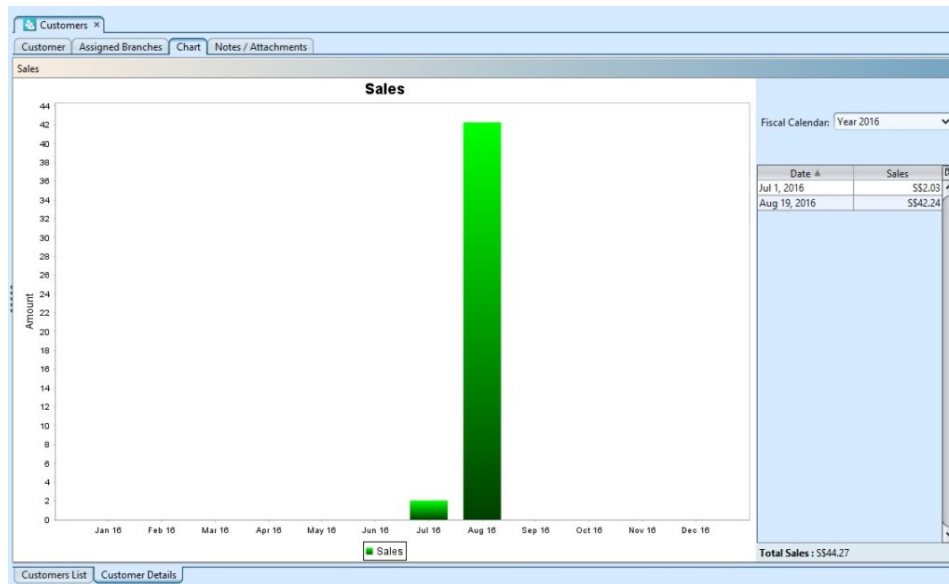 Customers ×
Customer Assigned Branches Chart Notes / Attachments
Sales
Sales
44
42
40
38
36
34
32
30
28
26
24
22
20
18
16
14
12
10
8
6
4
2
0
Amount
Jan 16 Feb 16 Mar 16 Apr 16 May 16 Jun 16 Jul 16 Aug 16 Sep 16 Oct 16 Nov 16 Dec 16
Sales
Fiscal Calendar: Year 2016
Date Sales
Jul 1, 2016 S$2.03
Aug 19, 2016 S$42.24
Total Sales : S$44.27
Customers List Customer Details